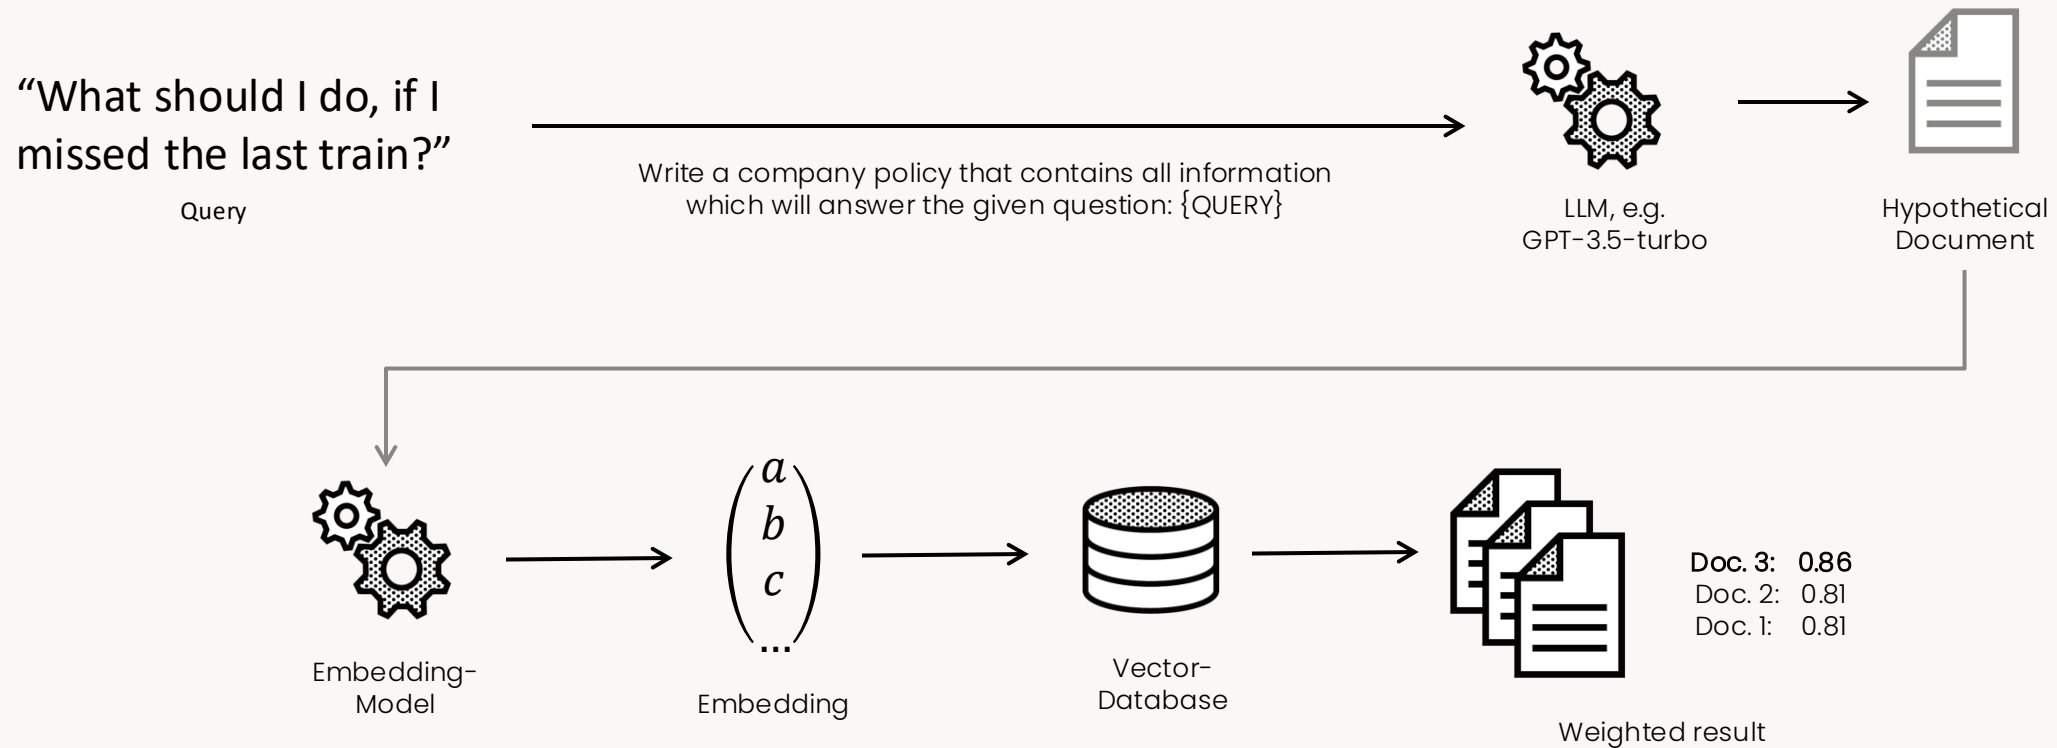 “What should I do, if I
missed the last train?”
Query
Write a company policy that contains all information
which will answer the given question: {QUERY}
LLM, e.g.
GPT-3.5-turbo
Hypothetical
Document
Embedding-
Model
a
b
c
...
Embedding
Vector-
Database
Doc. 3: 0.86
Doc. 2: 0.81
Doc. 1: 0.81
Weighted result